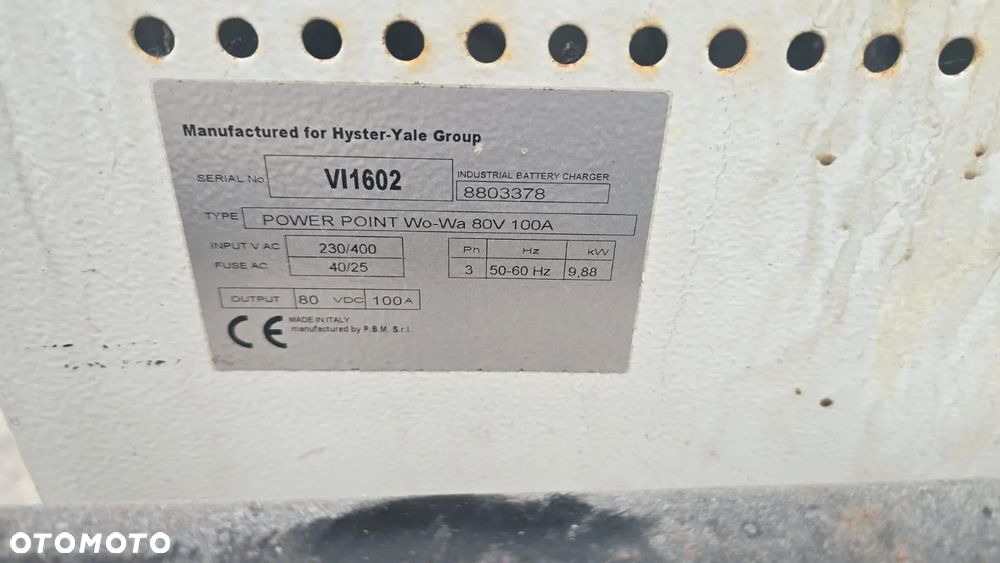 Manufactured for Hyster-Yale Group
SERIAL No. VI1602
INDUSTRIAL BATTERY CHARGER
8803378
TYPE POWER POINT Wo-Wa 80V 100A
INPUT V AC 230/400
FUSE AC 40/25
Ph Hz kW
3 50-60 Hz 9,88
OUTPUT 80 VDC 100 A
CE
MADE IN ITALY
manufactured by P.B.M. S.r.l.
OTOMOTO